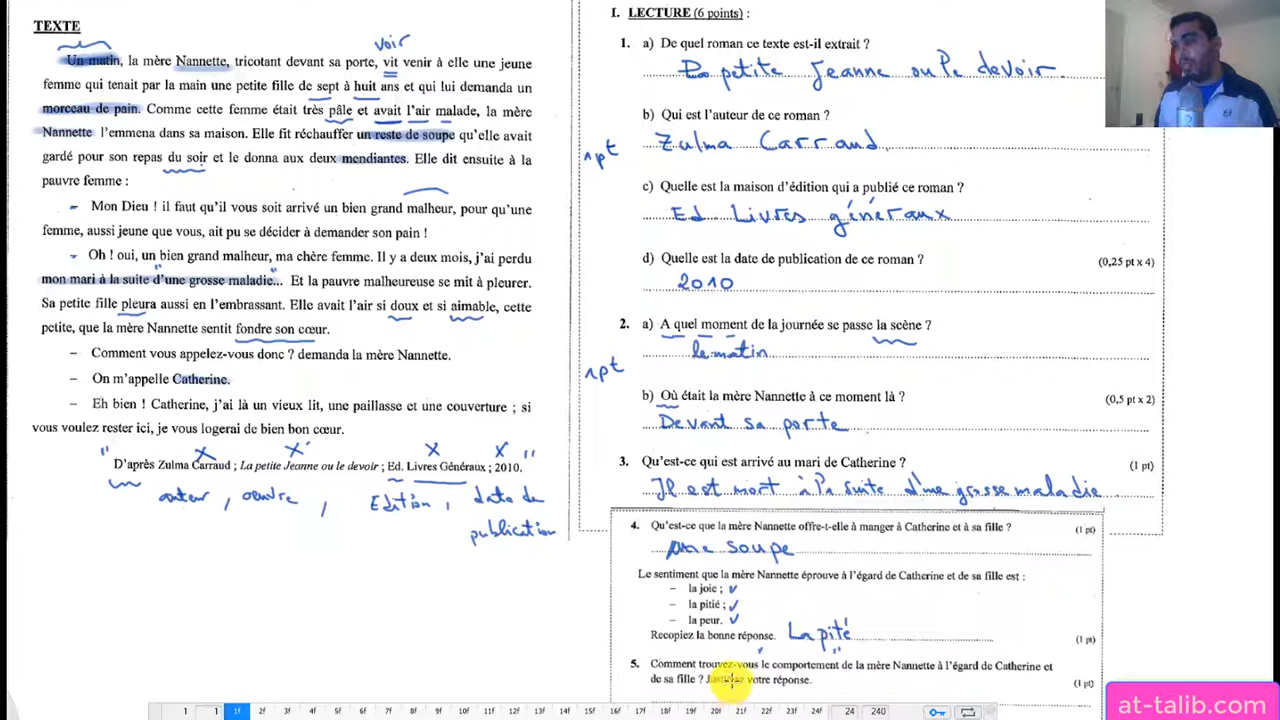 TEXTE
voir
Un matin, la mère Nannette, tricotant devant sa porte, vit venir à elle une jeune
femme qui tenait par la main une petite fille de sept à huit ans et qui lui demanda un
morceau de pain. Comme cette femme était très pâle et avait l'air malade, la mère
Nannette l'emmena dans sa maison. Elle fit réchauffer un reste de soupe qu'elle avait
gardé pour son repas du soir et le donna aux deux mendiantes. Elle dit ensuite à la
pauvre femme :
– Mon Dieu ! il faut qu'il vous soit arrivé un bien grand malheur, pour qu'une
femme, aussi jeune que vous, ait pu se décider à demander son pain !
- Oh ! oui, un bien grand malheur, ma chère femme. Il y a deux mois, j'ai perdu
mon mari à la suite d'une grosse maladie... Et la pauvre malheureuse se mit à pleurer.
Sa petite fille pleura aussi en l'embrassant. Elle avait l'air si doux et si aimable, cette
petite, que la mère Nannette sentit fondre son cœur.
– Comment vous appelez-vous donc ? demanda la mère Nannette.
– On m'appelle Catherine.
– Eh bien ! Catherine, j'ai là un vieux lit, une paillasse et une couverture ; si
vous voulez rester ici, je vous logerai de bien bon cœur.
D'après Zulma Carraud ; La petite Jeanne ou le devoir ; Ed. Livres Généraux ; 2010.
auteur, oeuvre, Edition, date de
publication
I. LECTURE (6 points) :
1. a) De quel roman ce texte est-il extrait ?
La petite Jeanne ou le devoir
b) Qui est l'auteur de ce roman ?
1pt Zulma Carraud
c) Quelle est la maison d'édition qui a publié ce roman ?
Ed Livres généraux
d) Quelle est la date de publication de ce roman ? (0,25 pt x 4)
2010
2. a) A quel moment de la journée se passe la scène ?
le matin
1pt
b) Où était la mère Nannette à ce moment là ? (0,5 pt x 2)
Devant sa porte
3. Qu'est-ce qui est arrivé au mari de Catherine ? (1 pt)
Il est mort à la suite d'une grosse maladie
4. Qu'est-ce que la mère Nannette offre-t-elle à manger à Catherine et à sa fille ? (1 pt)
une soupe
Le sentiment que la mère Nannette éprouve à l'égard de Catherine et de sa fille est :
– la joie ;
– la pitié ;
– la peur.
Recopiez la bonne réponse. La pitié (1 pt)
5. Comment trouvez-vous le comportement de la mère Nannette à l'égard de Catherine et
de sa fille ? Justifiez votre réponse. (1 pt)
1 1 1f 2f 3f 4f 5f 6f 7f 8f 9f 10f 11f 12f 13f 14f 15f 16f 17f 18f 19f 20f 21f 22f 23f 24f 24 240
at-talib.com